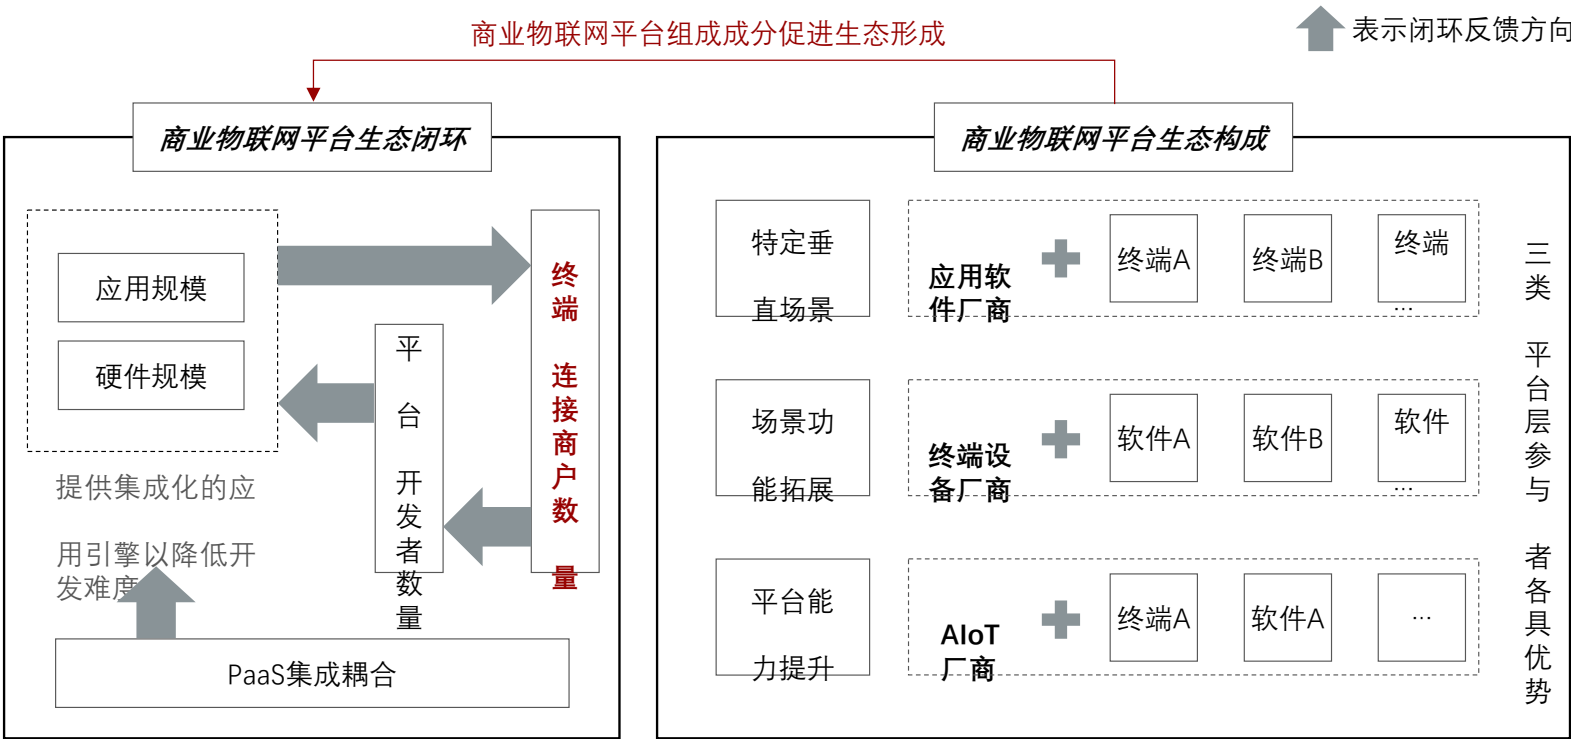 商业物联网平台组成成分促进生态形成
表示闭环反馈方向
商业物联网平台生态闭环
应用规模
硬件规模
提供集成化的应
用引擎以降低开
发难度
平
台
开
发
者
数
量
终
端
连
接
商
户
数
量
PaaS集成耦合
商业物联网平台生态构成
特定垂
直场景
应用软
件厂商
终端A
终端B
终端
...
场景功
能拓展
终端设
备厂商
软件A
软件B
软件
...
平台能
力提升
AIoT
厂商
终端A
软件A
...
三
类
平
台
层
参
与
者
各
具
优
势